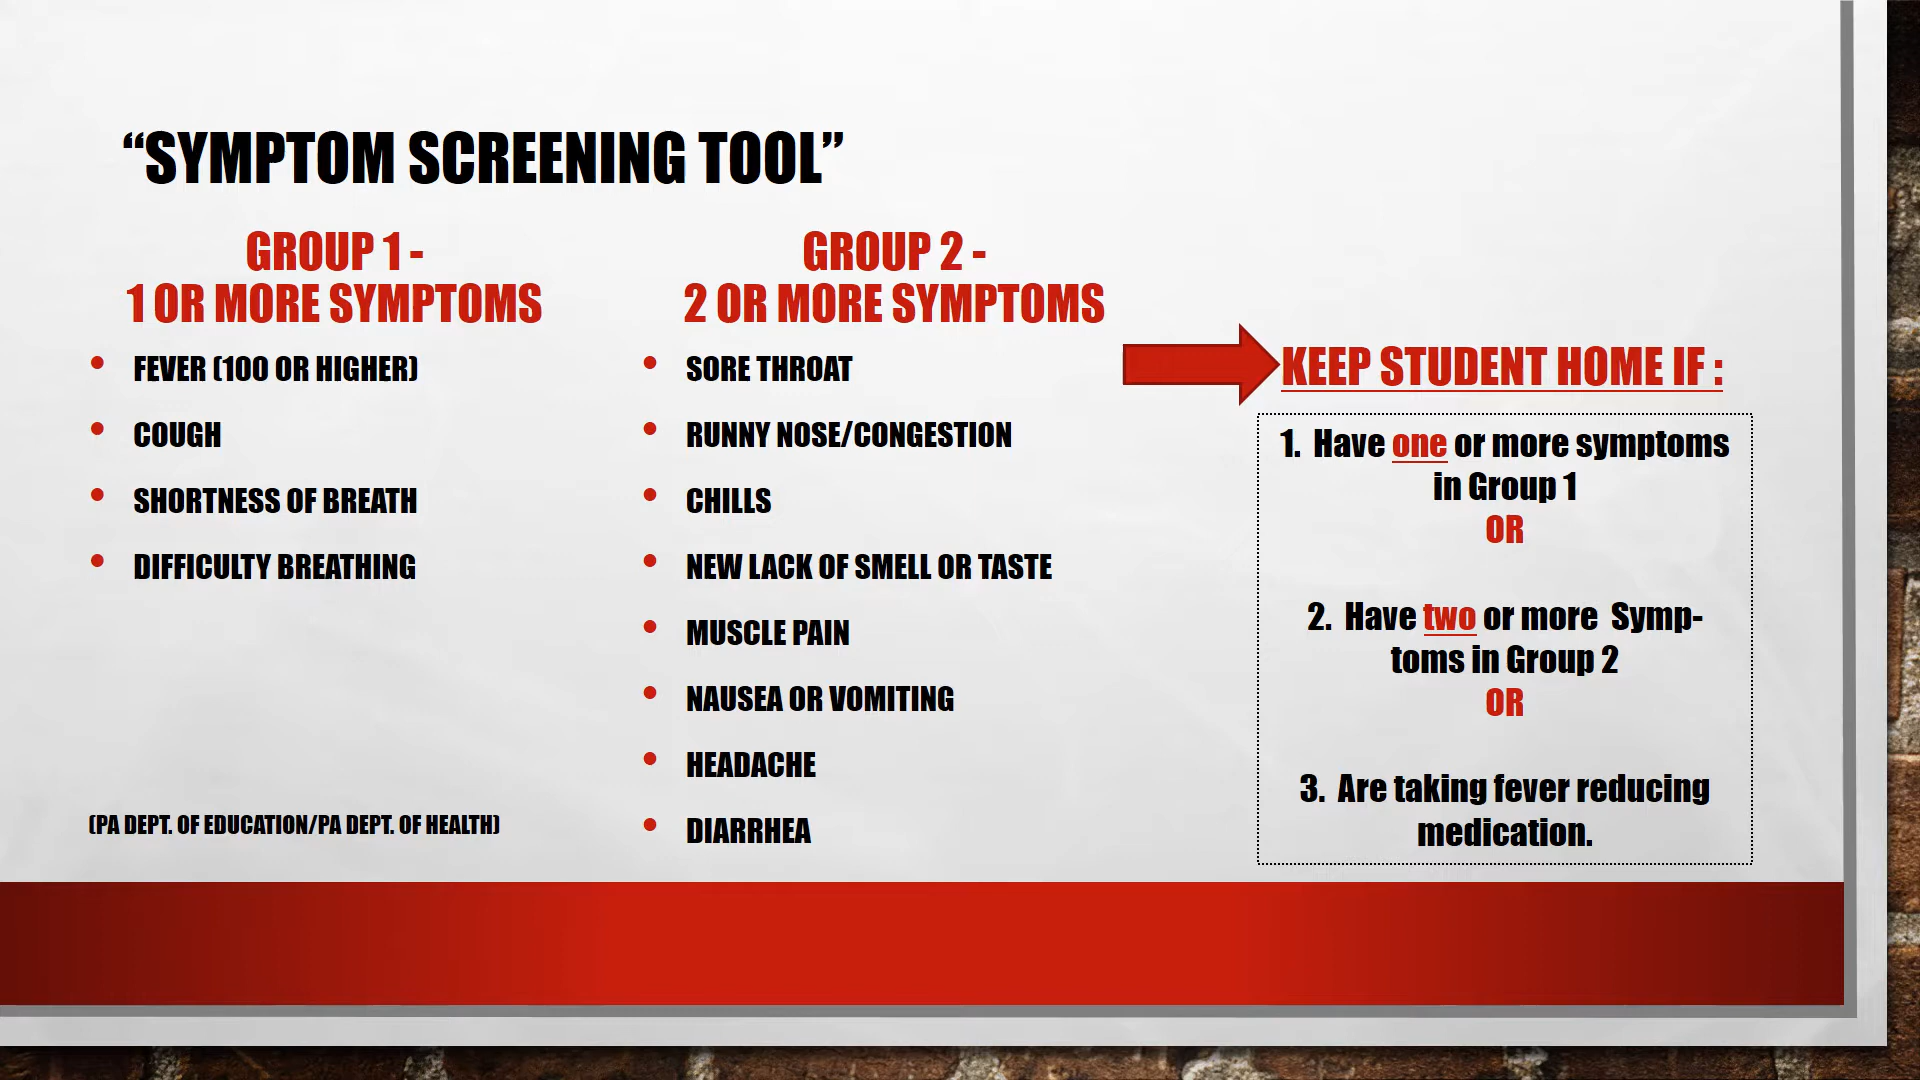 “SYMPTOM SCREENING TOOL”
GROUP 1 -
1 OR MORE SYMPTOMS
• FEVER (100 OR HIGHER)
• COUGH
• SHORTNESS OF BREATH
• DIFFICULTY BREATHING
(PA DEPT. OF EDUCATION/PA DEPT. OF HEALTH)
GROUP 2 -
2 OR MORE SYMPTOMS
• SORE THROAT
• RUNNY NOSE/CONGESTION
• CHILLS
• NEW LACK OF SMELL OR TASTE
• MUSCLE PAIN
• NAUSEA OR VOMITING
• HEADACHE
• DIARRHEA
KEEP STUDENT HOME IF :
1. Have one or more symptoms
in Group 1
OR
2. Have two or more Symp-
toms in Group 2
OR
3. Are taking fever reducing
medication.